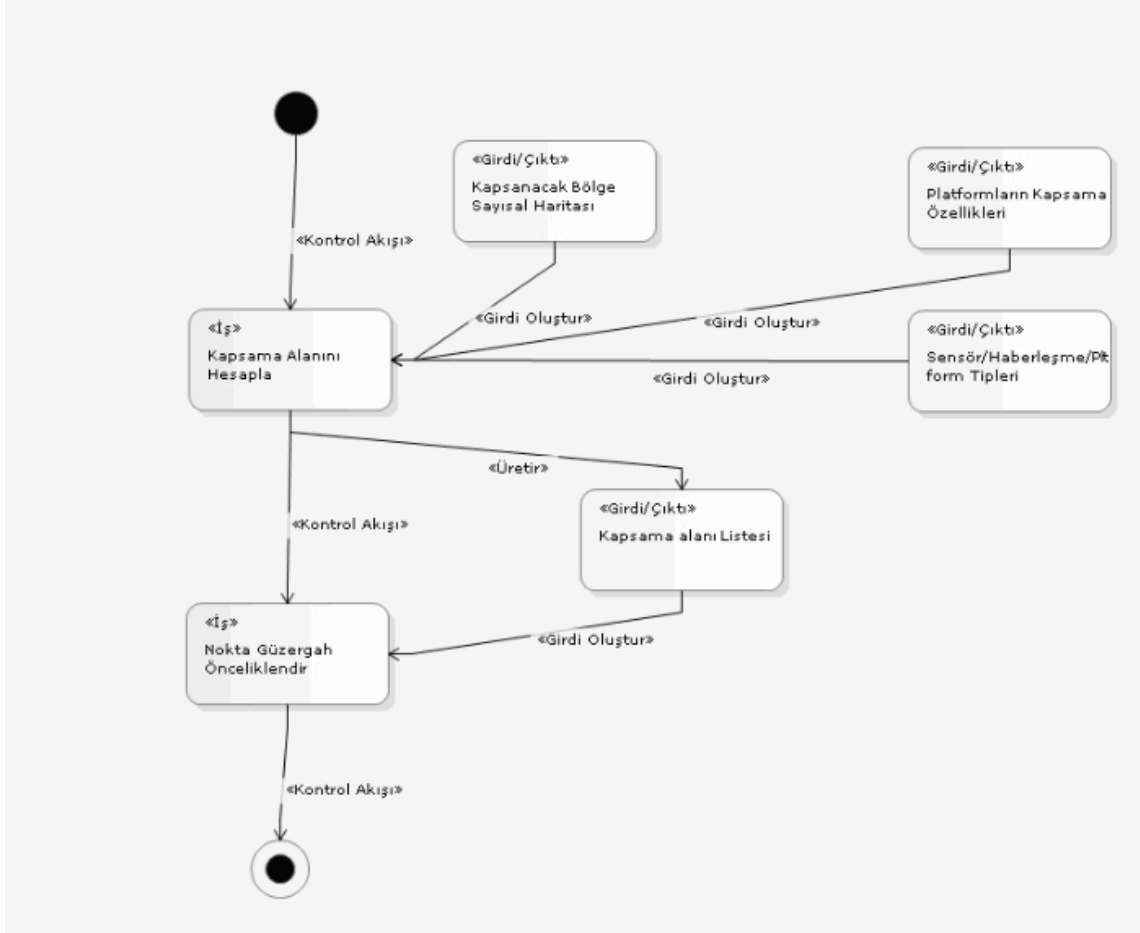 «Girdi/Çıktı»
Kapsanacak Bölge
Sayısal Haritası
«Girdi/Çıktı»
Platformların Kapsama
Özellikleri
«Kontrol Akışı»
«Girdi Oluştur»
«Girdi Oluştur»
«İş»
Kapsama Alanını
Hesapla
«Girdi/Çıktı»
Sensör/Haberleşme/Plt
form Tipleri
«Girdi Oluştur»
«Üretir»
«Kontrol Akışı»
«Girdi/Çıktı»
Kapsama alanı Listesi
«İş»
Nokta Güzergah
Önceliklendir
«Girdi Oluştur»
«Kontrol Akışı»